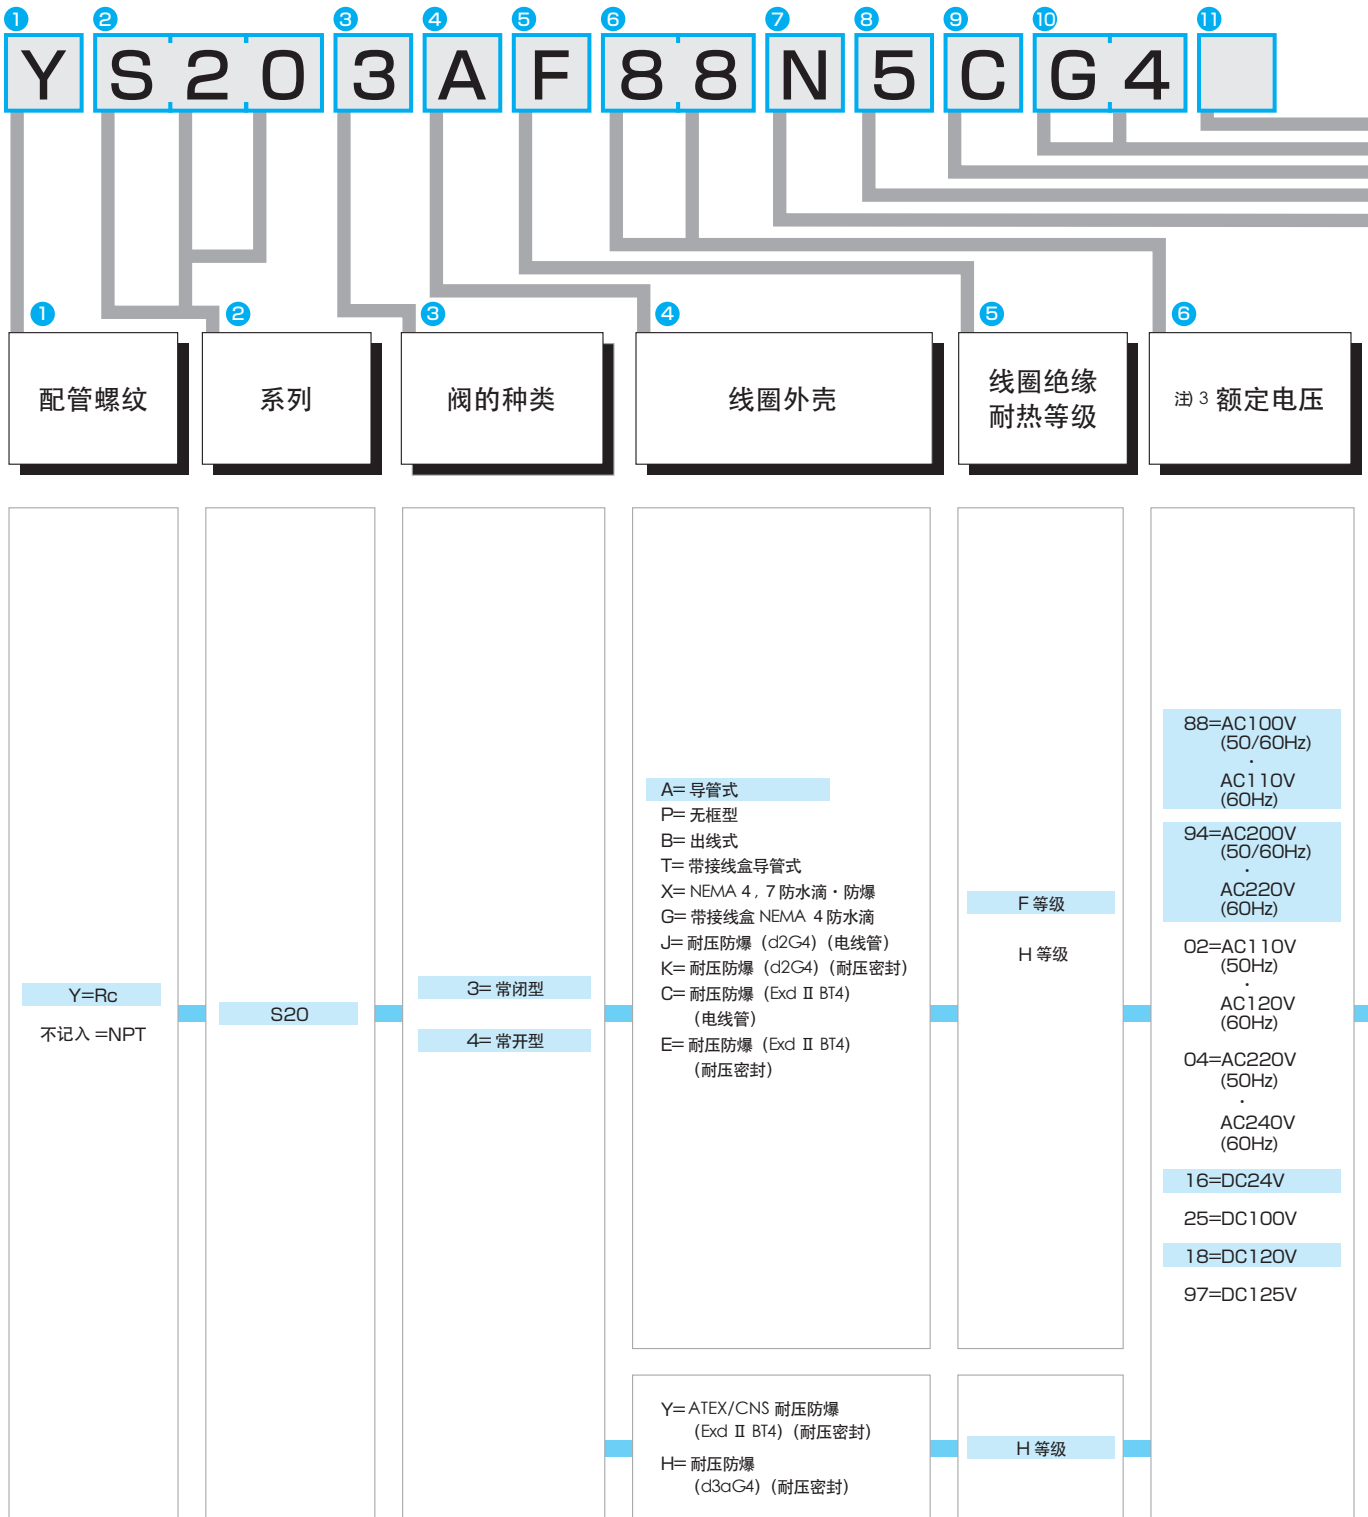 1 2 3 4 5 6 7 8 9 10 11
Y S 2 0 3 A F 8 8 N 5 C G 4
1 2 3 4 5 6
配管螺纹
系列
阀的种类
线圈外壳
线圈绝缘
耐热等级
注) 3 额定电压
Y=Rc
不记入 =NPT
S20
3= 常闭型
4= 常开型
A= 导管式
P= 无框型
B= 出线式
T= 带接线盒导管式
X= NEMA 4 , 7 防水滴・防爆
G= 带接线盒 NEMA 4 防水滴
J= 耐压防爆 (d2G4) (电线管)
K= 耐压防爆 (d2G4) (耐压密封)
C= 耐压防爆 (Exd II BT4)
(电线管)
E= 耐压防爆 (Exd II BT4)
(耐压密封)
Y= ATEX/CNS 耐压防爆
(Exd II BT4) (耐压密封)
H= 耐压防爆
(d3aG4) (耐压密封)
F 等级
H 等级
H 等级
88=AC100V
(50/60Hz)
・
AC110V
(60Hz)
94=AC200V
(50/60Hz)
・
AC220V
(60Hz)
02=AC110V
(50Hz)
・
AC120V
(60Hz)
04=AC220V
(50Hz)
・
AC240V
(60Hz)
16=DC24V
25=DC100V
18=DC120V
97=DC125V